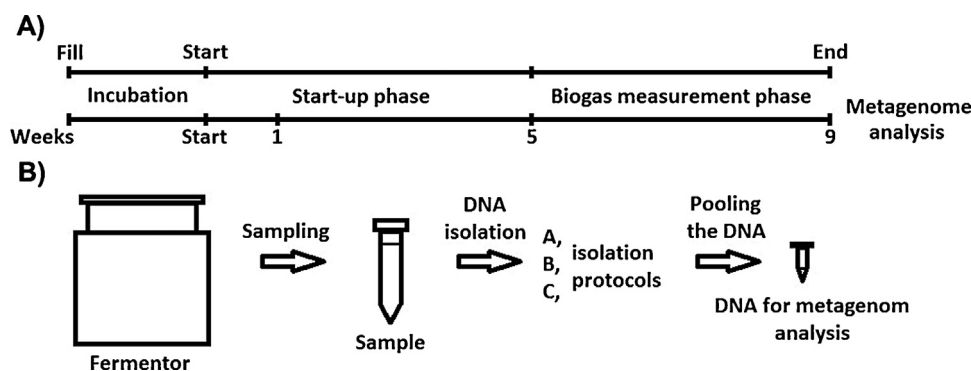 A)
Fill Start End
Incubation Start-up phase Biogas measurement phase
Metagenome
analysis
Weeks Start 1 5 9
B)
Sampling
DNA
isolation
A,
B,
C,
isolation
protocols
Pooling
the DNA
Sample
DNA for metagenom
analysis
Fermentor